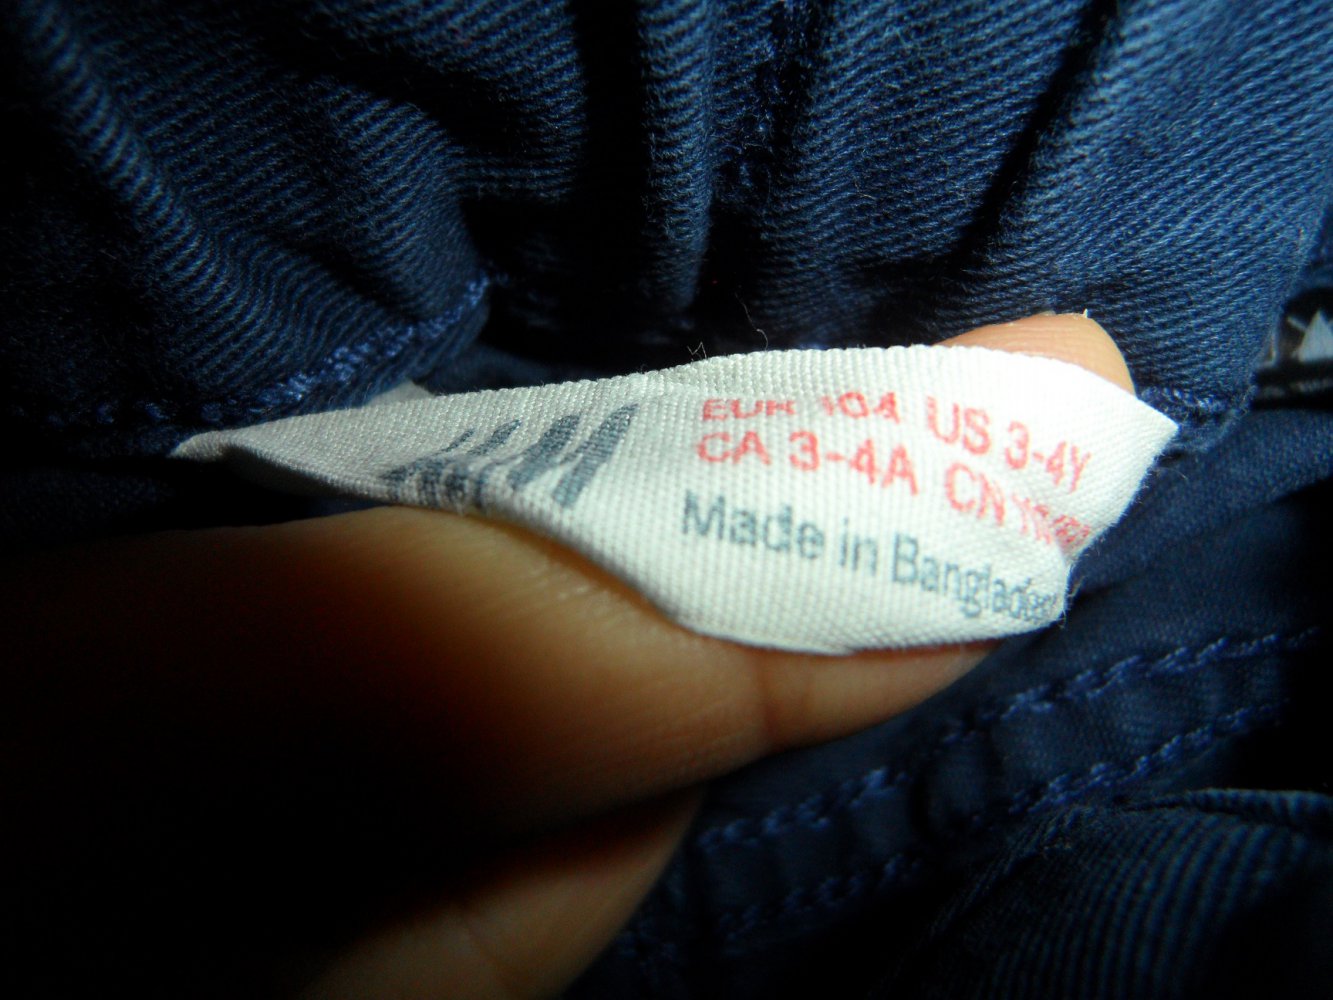 H&M
EUR 104 US 3-4Y
CA 3-4A CN
Made in Bangladesh